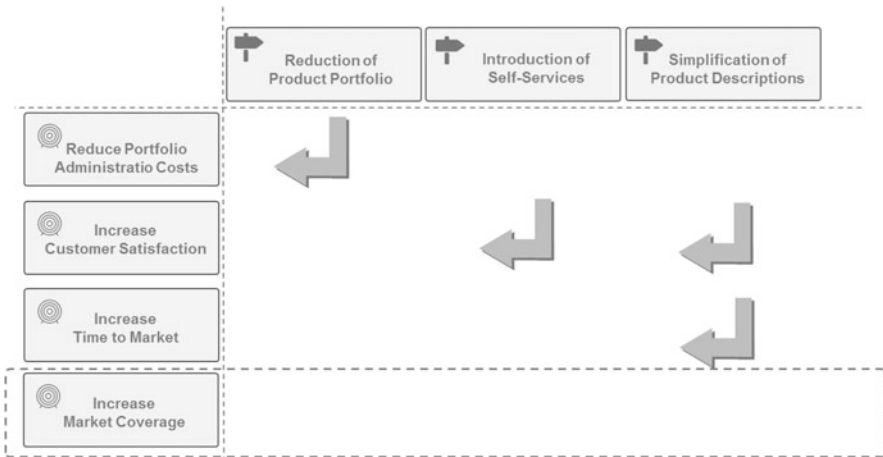 Reduction of
Product Portfolio
Introduction of
Self-Services
Simplification of
Product Descriptions
Reduce Portfolio
Administratio Costs
Increase
Customer Satisfaction
Increase
Time to Market
Increase
Market Coverage